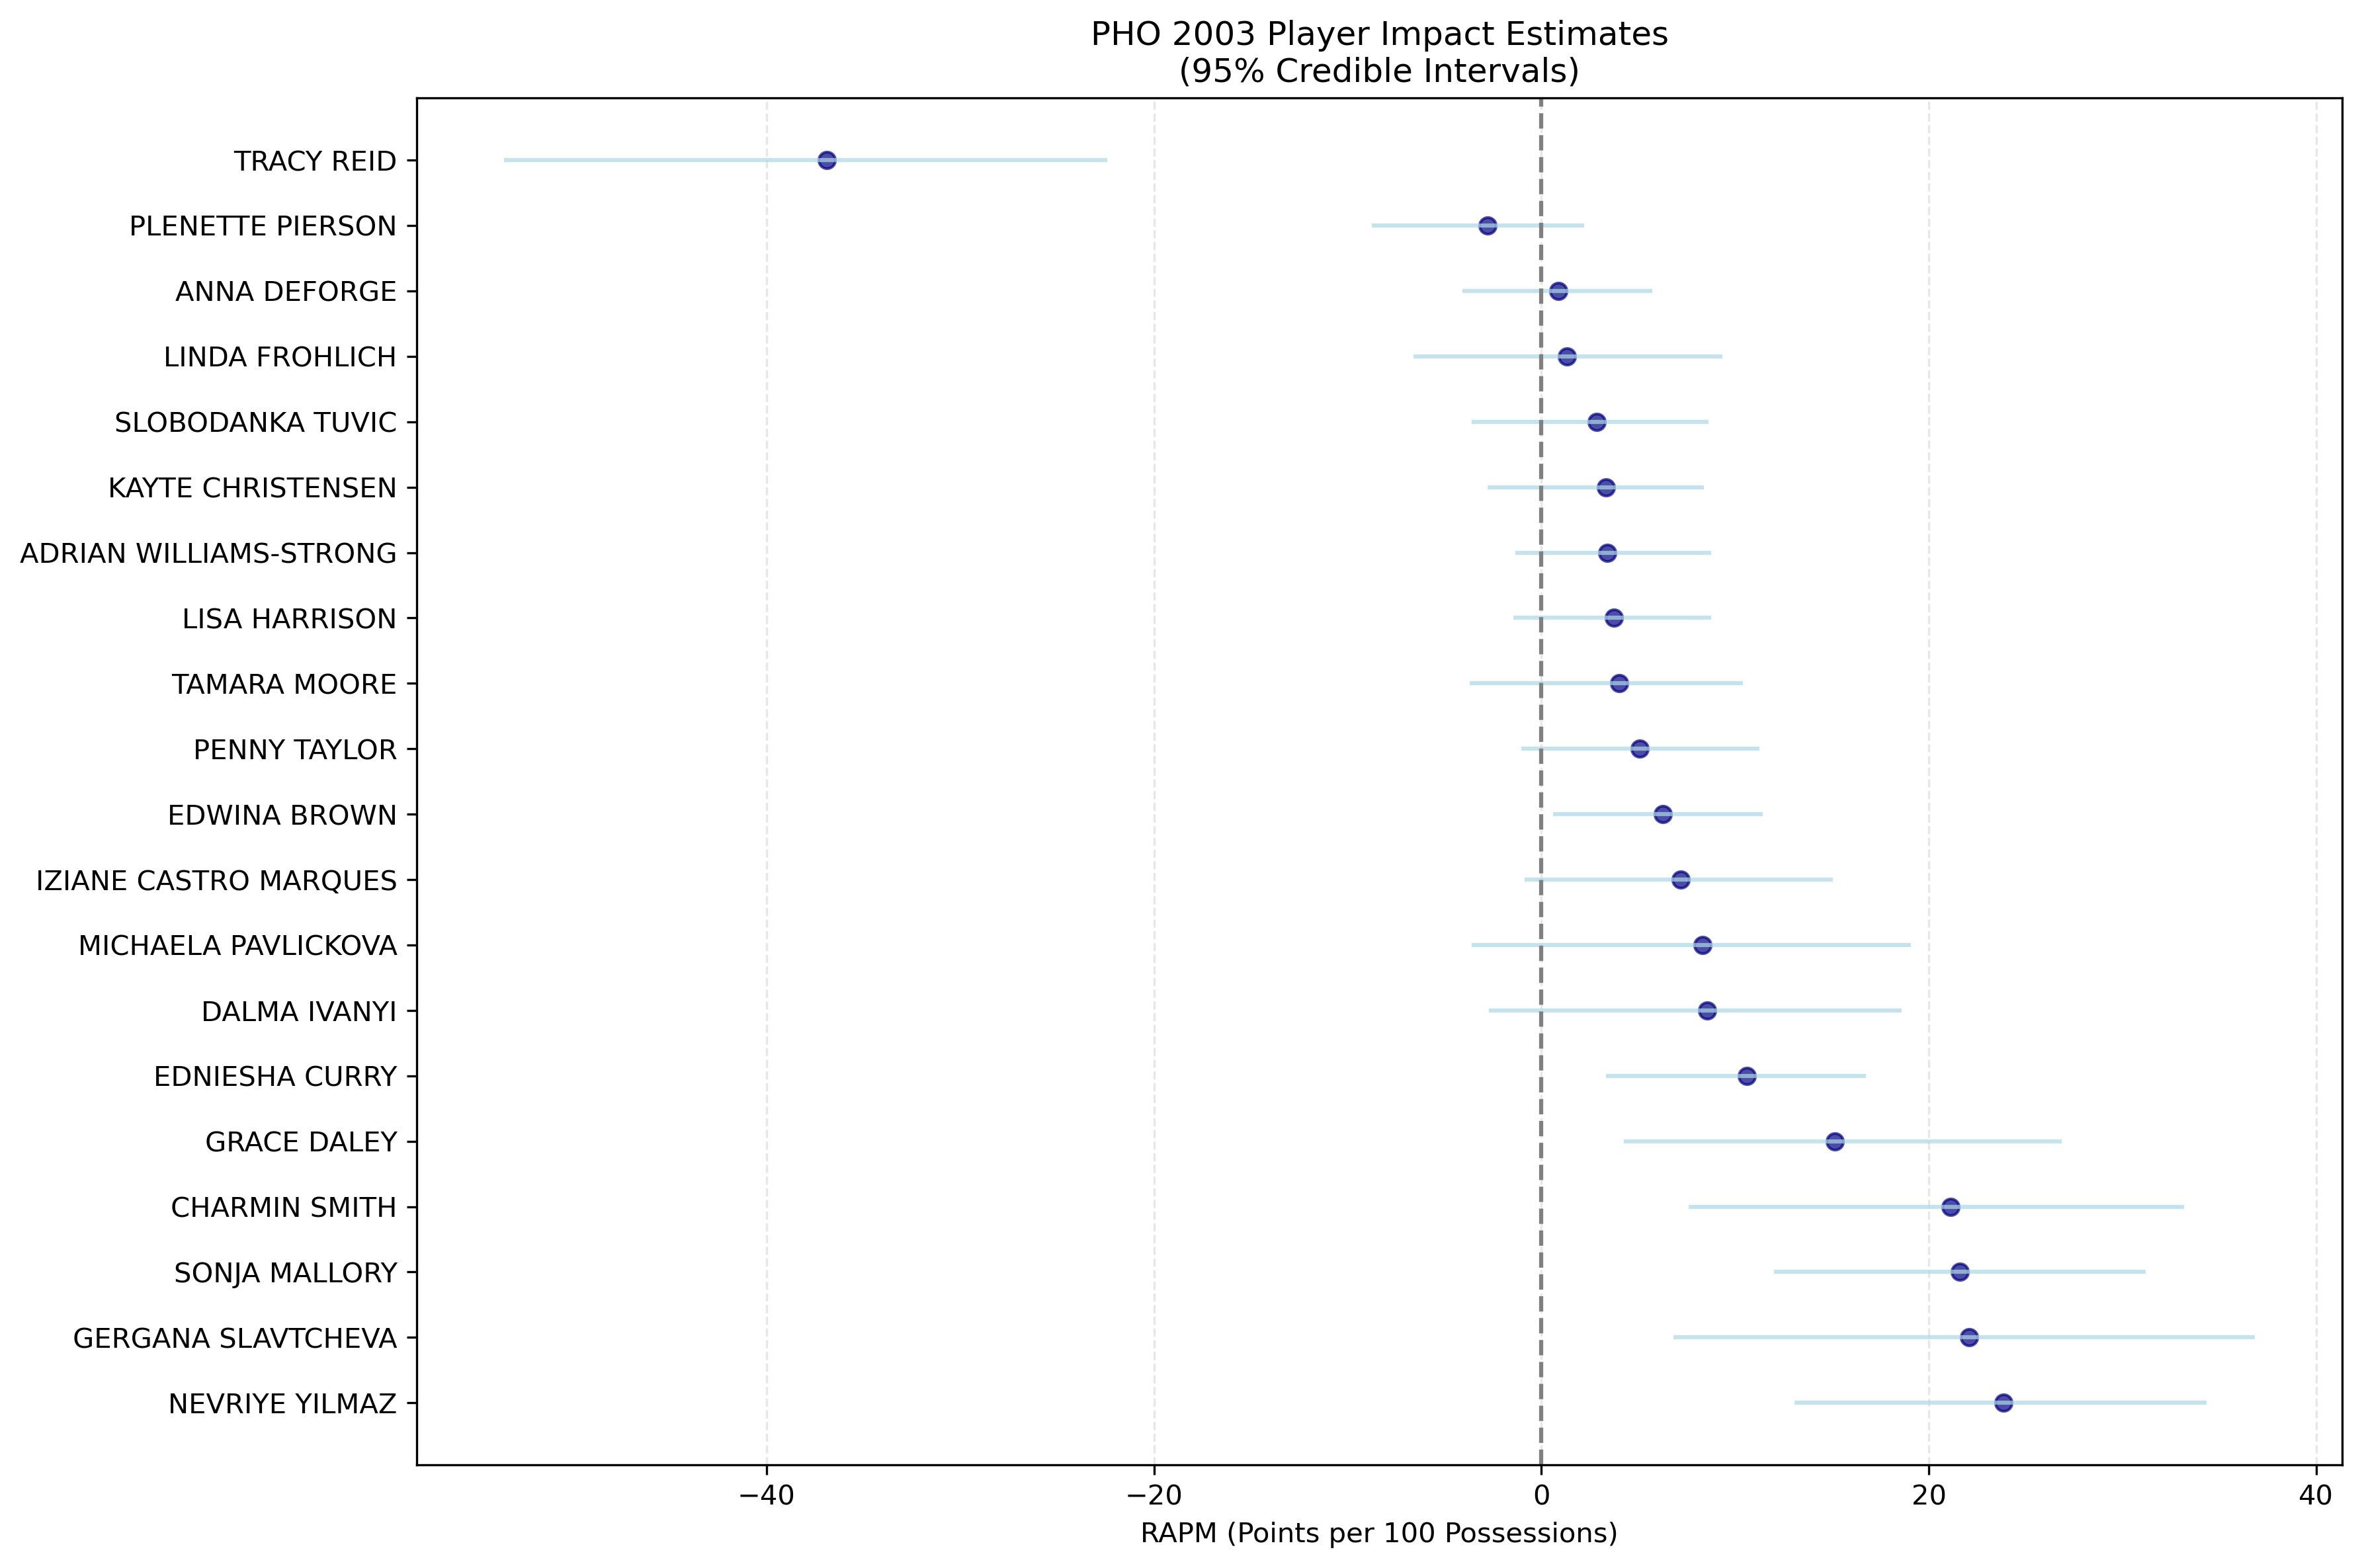 PHO 2003 Player Impact Estimates
(95% Credible Intervals)
TRACY REID
PLENETTE PIERSON
ANNA DEFORGE
LINDA FROHLICH
SLOBODANKA TUVIC
KAYTE CHRISTENSEN
ADRIAN WILLIAMS-STRONG
LISA HARRISON
TAMARA MOORE
PENNY TAYLOR
EDWINA BROWN
IZIANE CASTRO MARQUES
MICHAELA PAVLICKOVA
DALMA IVANYI
EDNIESHA CURRY
GRACE DALEY
CHARMIN SMITH
SONJA MALLORY
GERGANA SLAVTCHEVA
NEVRIYE YILMAZ
−40 −20 0 20 40
RAPM (Points per 100 Possessions)